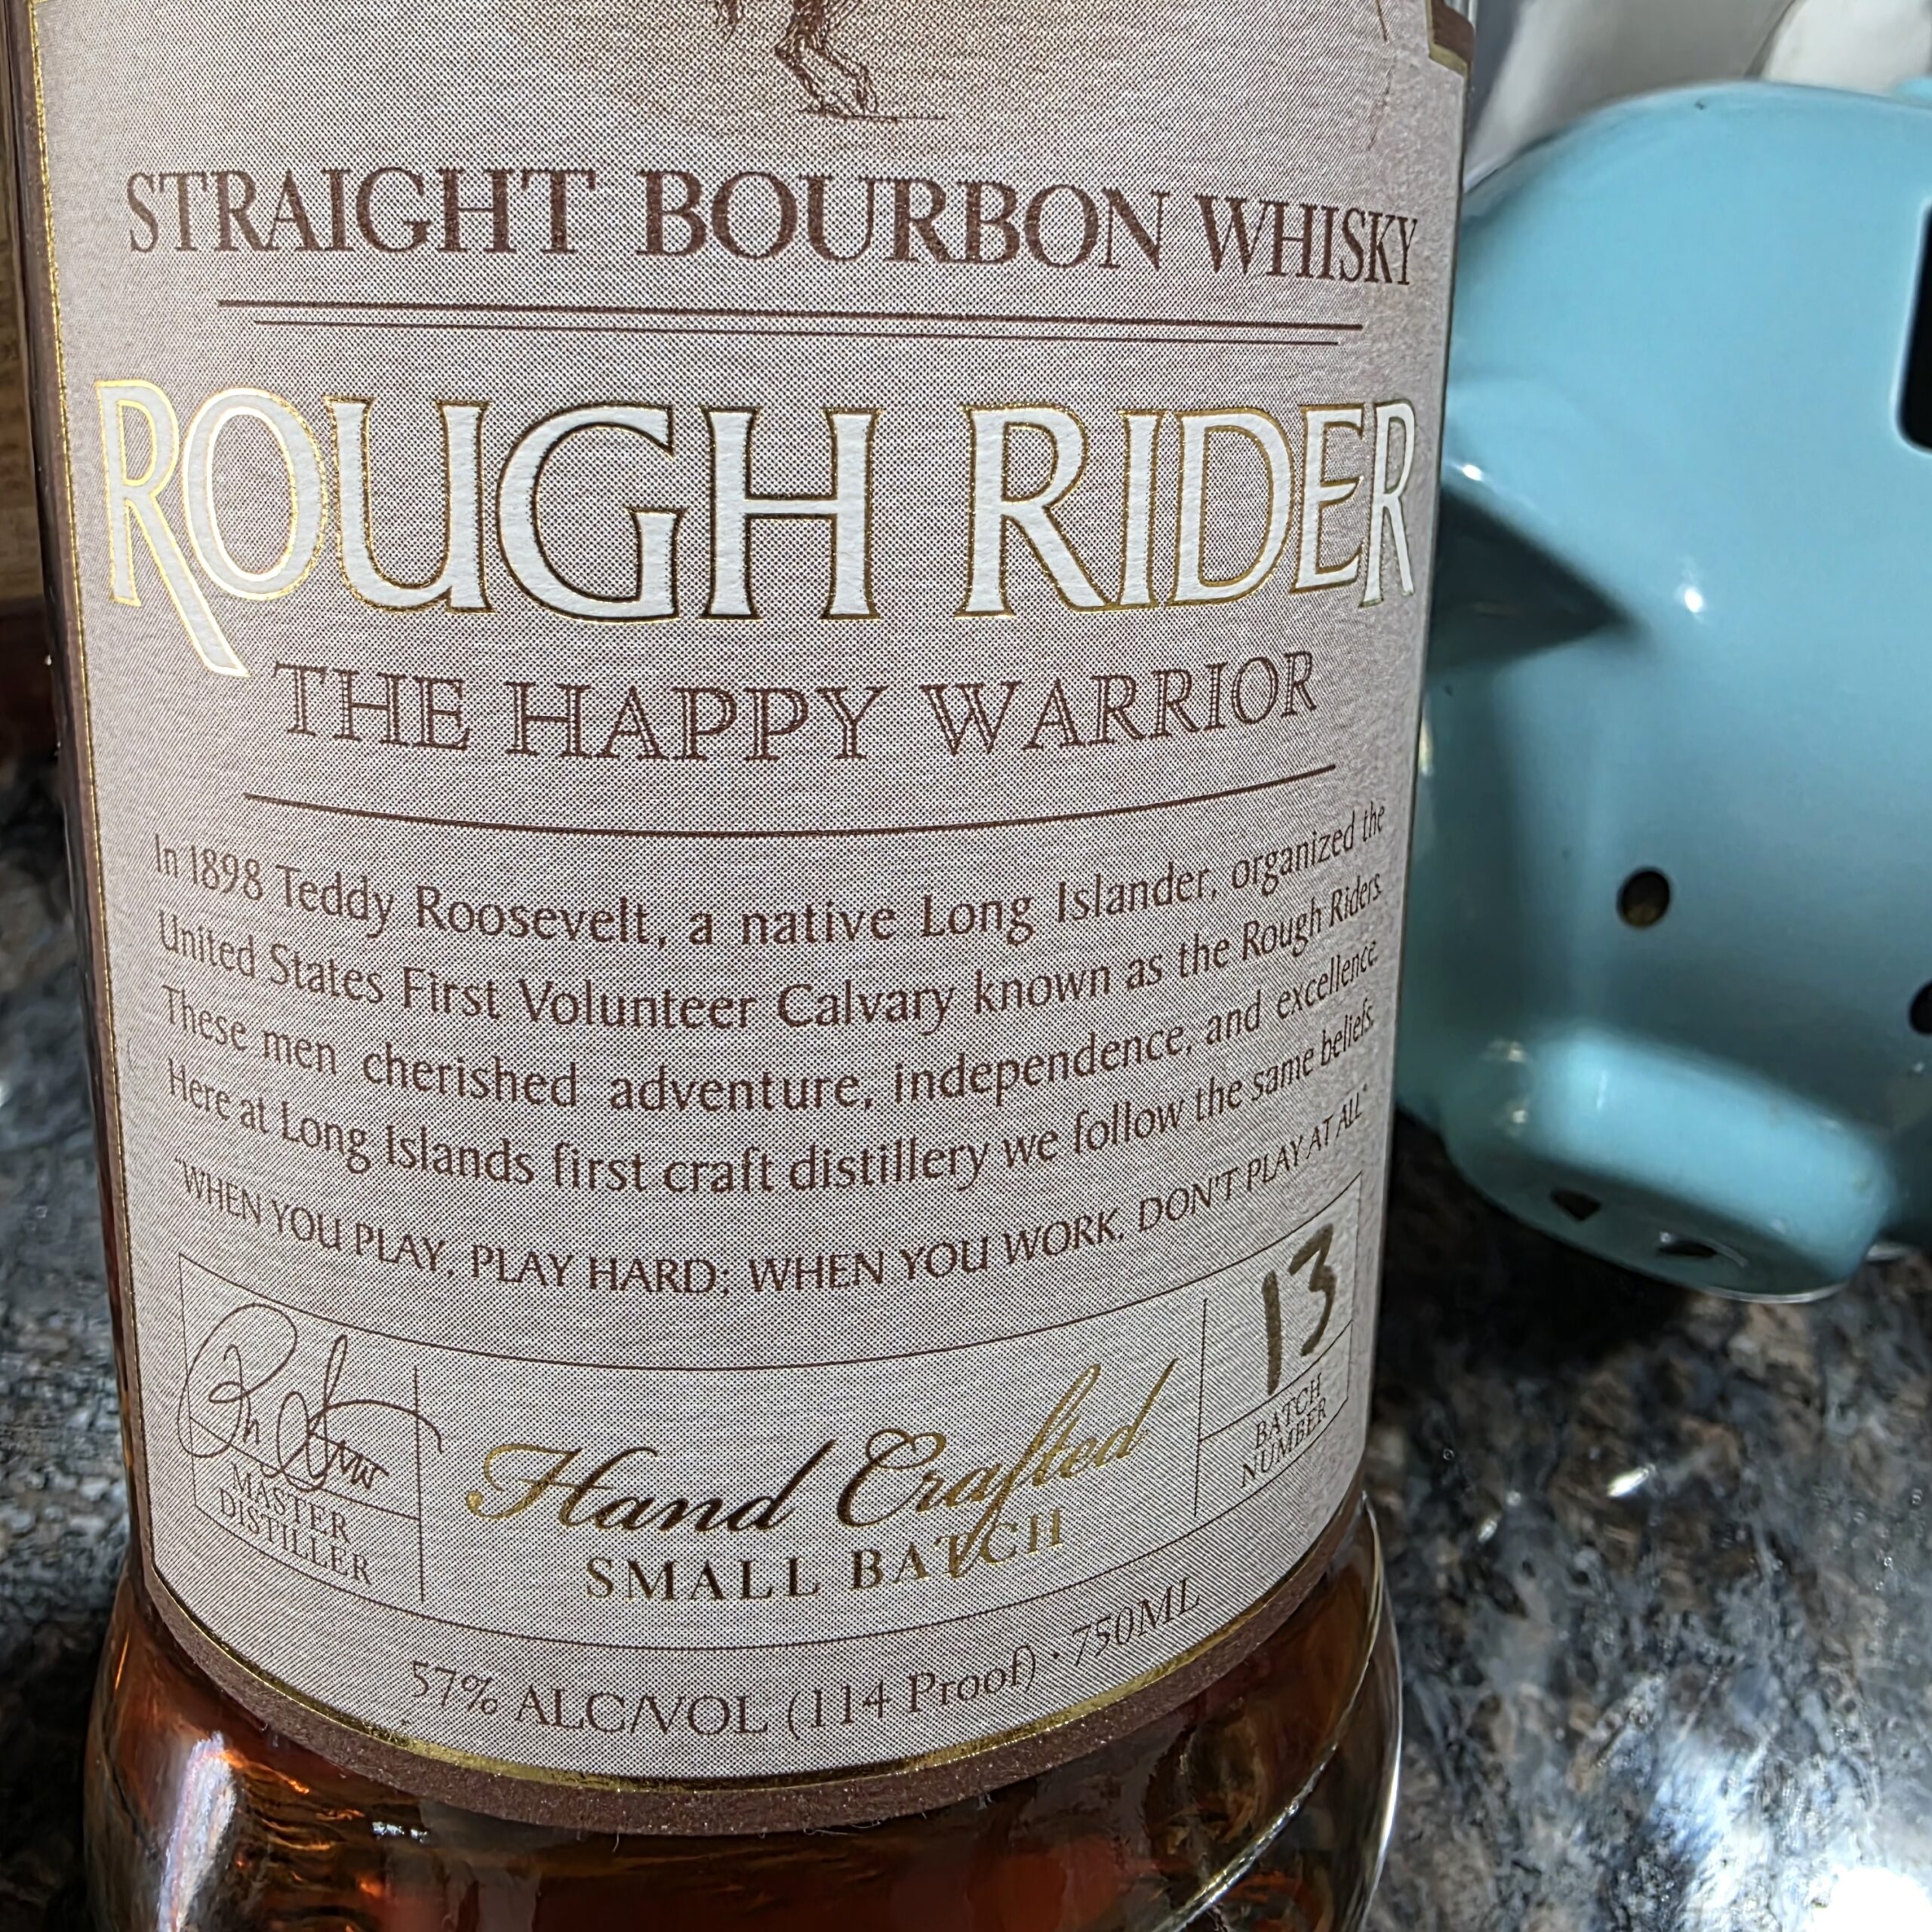 STRAIGHT BOURBON WHISKY
ROUGH RIDER
THE HAPPY WARRIOR
In 1898 Teddy Roosevelt, a native Long Islander, organized the
United States First Volunteer Calvary known as the Rough Riders.
These men cherished adventure, independence, and excellence.
Here at Long Islands first craft distillery we follow the same beliefs.
"WHEN YOU PLAY, PLAY HARD; WHEN YOU WORK, DON'T PLAY AT ALL"
MASTER
DISTILLER
Hand Crafted
SMALL BATCH
13
BATCH
NUMBER
57% ALC/VOL (114 Proof) · 750ML